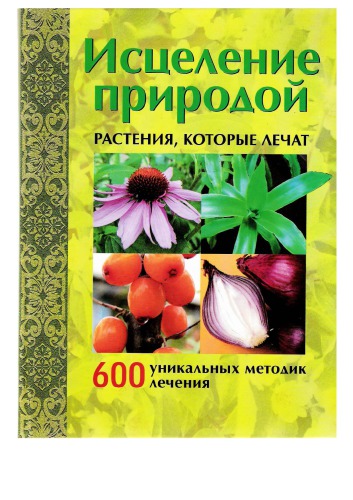 Исцеление
природой
РАСТЕНИЯ, КОТОРЫЕ ЛЕЧАТ
600 уникальных методик
лечения